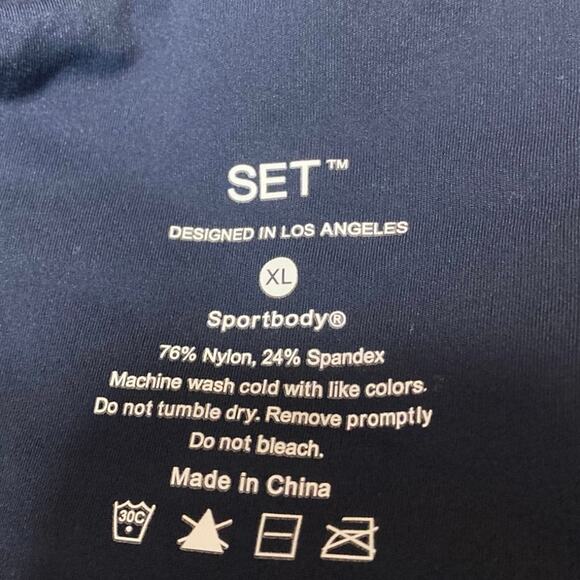 SET™
DESIGNED IN LOS ANGELES
XL
Sportbody®
76% Nylon, 24% Spandex
Machine wash cold with like colors.
Do not tumble dry. Remove promptly
Do not bleach.
Made in China
30C